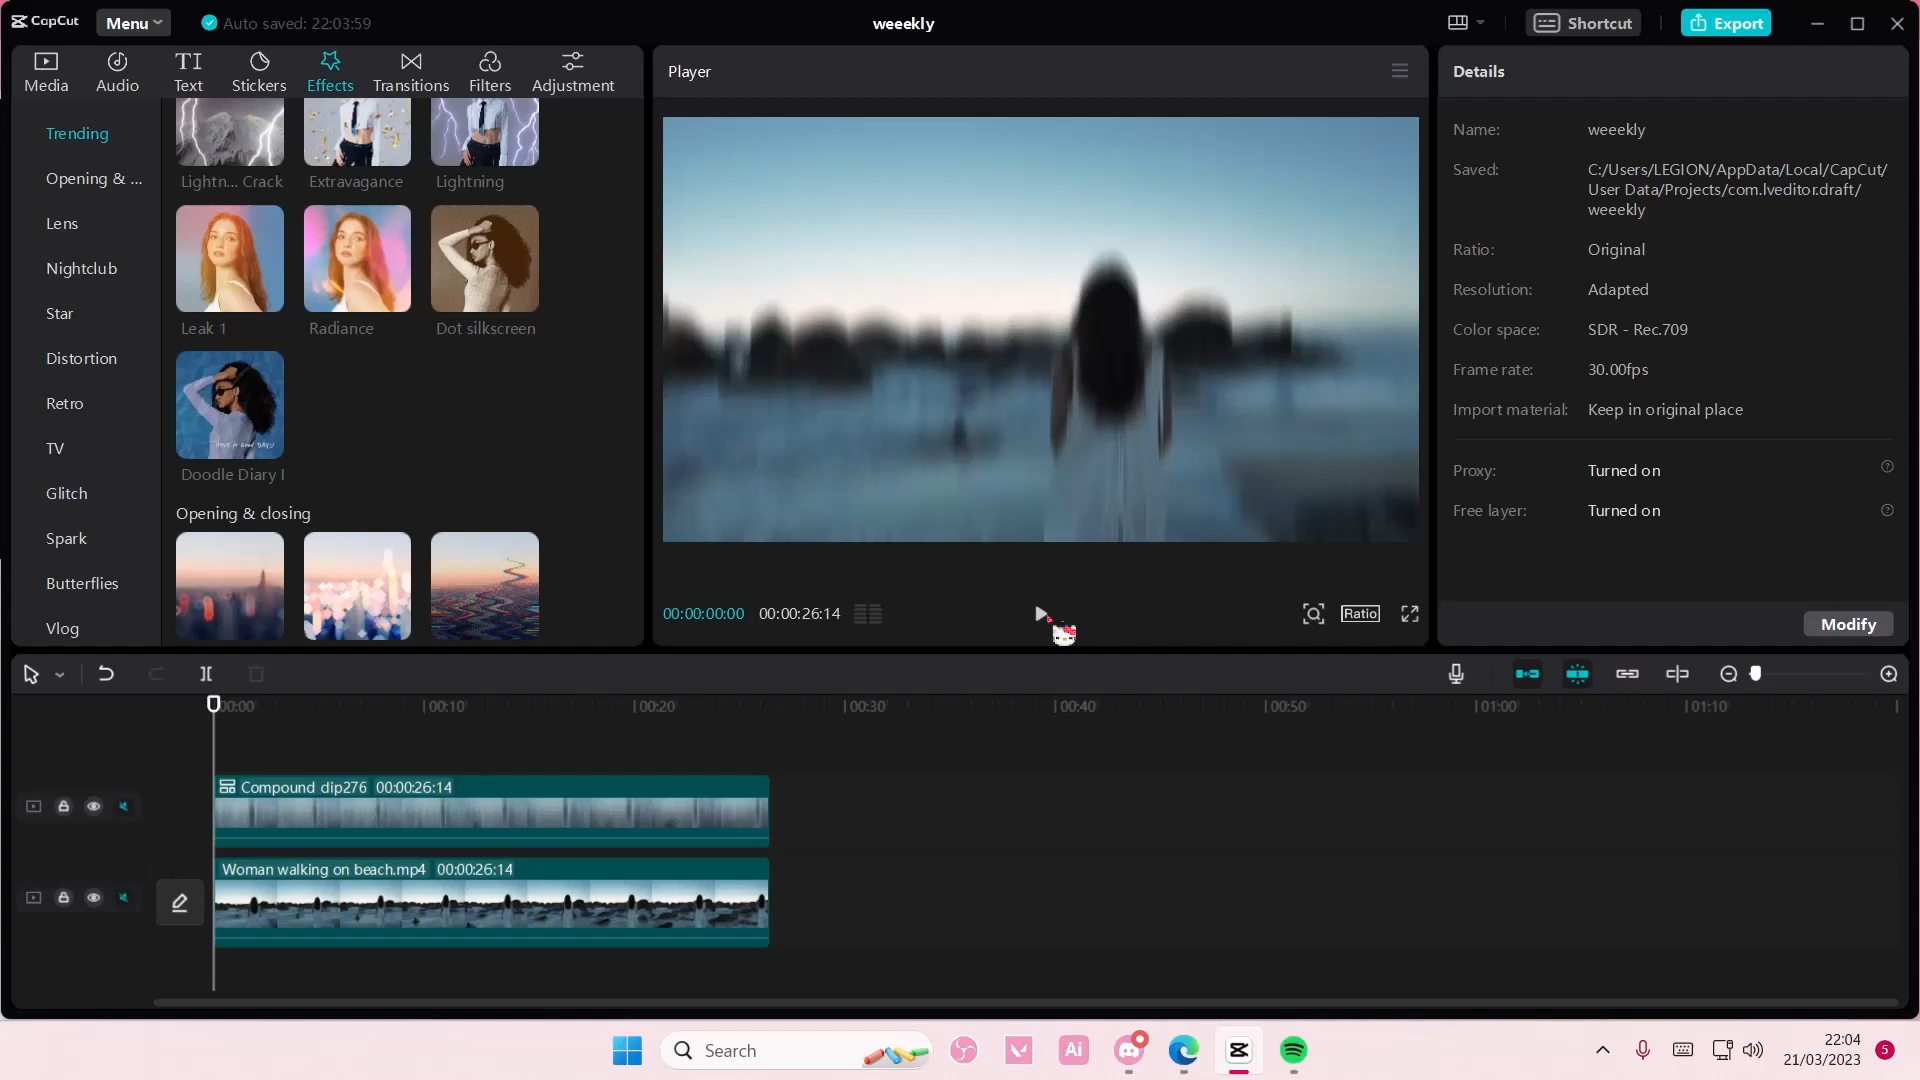 CapCut
Menu
Auto saved: 22:03:59
weeekly
Shortcut
Export
Media
Audio
TI
Text
Stickers
Effects
Transitions
Filters
Adjustment
Player
Details
Trending
Opening & ...
Lens
Nightclub
Star
Distortion
Retro
TV
Glitch
Spark
Butterflies
Vlog
Lightn... Crack
Extravagance
Lightning
Leak 1
Radiance
Dot silkscreen
HAVE A GOOD DAY!
Doodle Diary I
Opening & closing
00:00:00:00
00:00:26:14
Ratio
Name:
weeekly
Saved:
C:/Users/LEGION/AppData/Local/CapCut/
User Data/Projects/com.lveditor.draft/
weeekly
Ratio:
Original
Resolution:
Adapted
Color space:
SDR - Rec.709
Frame rate:
30.00fps
Import material:
Keep in original place
Proxy:
Turned on
Free layer:
Turned on
Modify
00:00
00:10
00:20
00:30
00:40
00:50
01:00
01:10
Compound clip276 00:00:26:14
Woman walking on beach.mp4 00:00:26:14
Search
Ai
22:04
21/03/2023
5